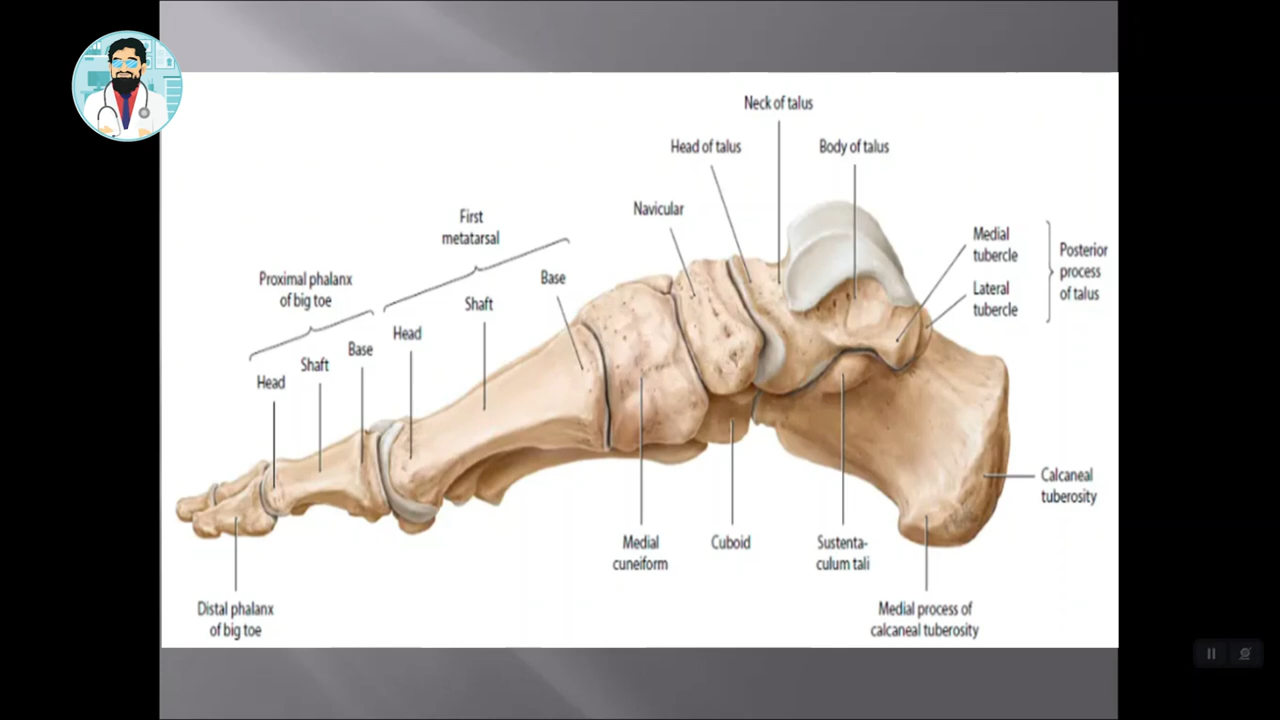 Neck of talus
Head of talus
Body of talus
Navicular
First
metatarsal
Medial
tubercle
Posterior
process
of talus
Lateral
tubercle
Proximal phalanx
of big toe
Base
Shaft
Head
Base
Shaft
Head
Calcaneal
tuberosity
Medial
cuneiform
Cuboid
Sustenta-
culum tali
Distal phalanx
of big toe
Medial process of
calcaneal tuberosity